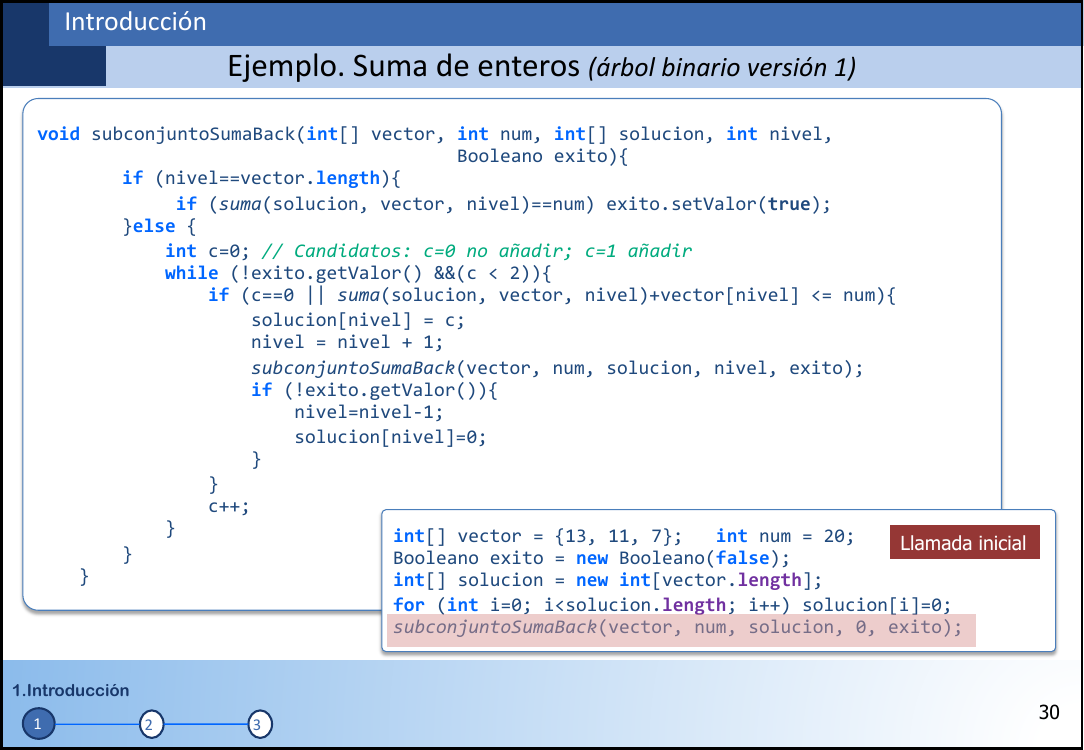 Introducción
Ejemplo. Suma de enteros (árbol binario versión 1)
void subconjuntoSumaBack(int[] vector, int num, int[] solucion, int nivel,
Booleano exito){
if (nivel==vector.length){
if (suma(solucion, vector, nivel)==num) exito.setValor(true);
}else {
int c=0; // Candidatos: c=0 no añadir; c=1 añadir
while (!exito.getValor() &&(c < 2)){
if (c==0 || suma(solucion, vector, nivel)+vector[nivel] <= num){
solucion[nivel] = c;
nivel = nivel + 1;
subconjuntoSumaBack(vector, num, solucion, nivel, exito);
if (!exito.getValor()){
nivel=nivel-1;
solucion[nivel]=0;
}
}
c++;
}
}
}
int[] vector = {13, 11, 7};   int num = 20;
Llamada inicial
Booleano exito = new Booleano(false);
int[] solucion = new int[vector.length];
for (int i=0; i<solucion.length; i++) solucion[i]=0;
subconjuntoSumaBack(vector, num, solucion, 0, exito);
1.Introducción
1 2 3
30